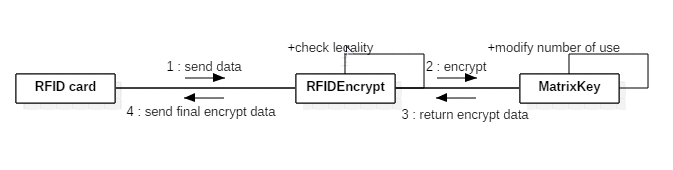 +check legality
+modify number of use
1 : send data
2 : encrypt
RFID card
RFIDEncrypt
MatrixKey
4 : send final encrypt data
3 : return encrypt data